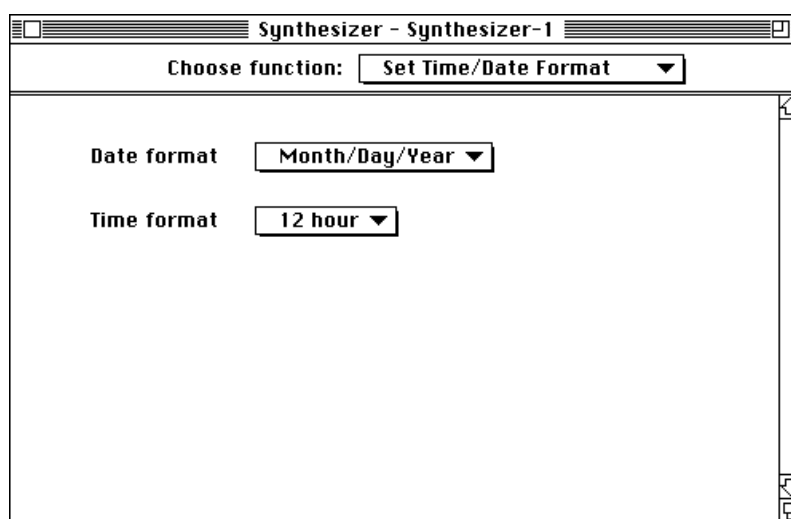 Synthesizer - Synthesizer-1
Choose function: Set Time/Date Format
Date format Month/Day/Year
Time format 12 hour